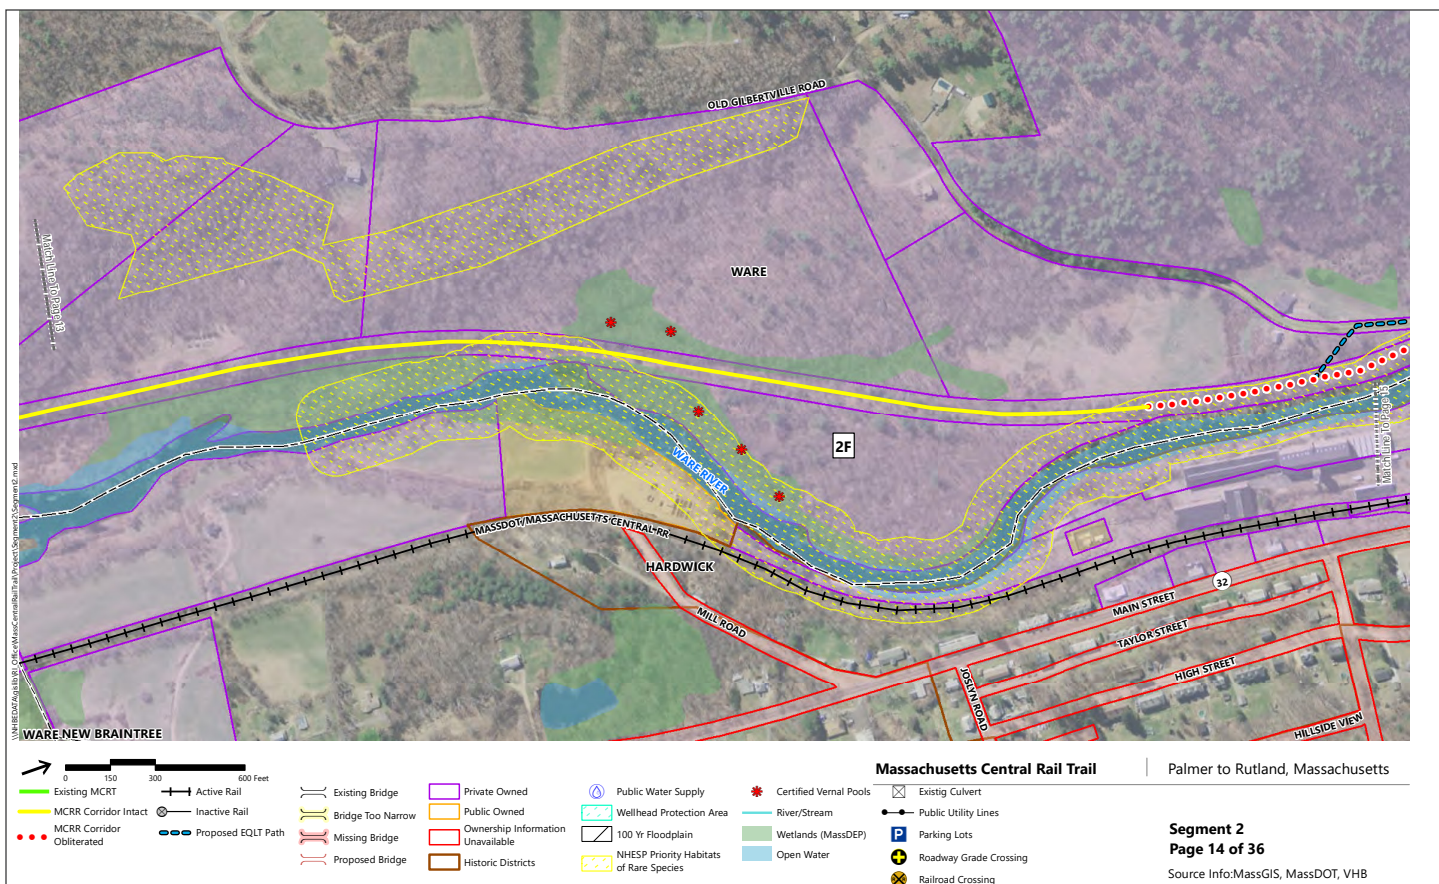 OLD GILBERTVILLE ROAD
Match Line To Page 13
WARE
2F
WARE RIVER
Match Line To Page 15
MASSDOT/MASSACHUSETTS CENTRAL RR
HARDWICK
MILL ROAD
32
MAIN STREET
TAYLOR STREET
HIGH STREET
JOSLYN ROAD
HILLSIDE VIEW
WARE NEW BRAINTREE
0 150 300 600 Feet
Existing MCRT
MCRR Corridor Intact
MCRR Corridor
Obliterated
Active Rail
Inactive Rail
Proposed EQLT Path
Existing Bridge
Bridge Too Narrow
Missing Bridge
Proposed Bridge
Private Owned
Public Owned
Ownership Information
Unavailable
Historic Districts
Public Water Supply
Wellhead Protection Area
100 Yr Floodplain
NHESP Priority Habitats
of Rare Species
Certified Vernal Pools
River/Stream
Wetlands (MassDEP)
Open Water
Existig Culvert
Public Utility Lines
P
Parking Lots
Roadway Grade Crossing
Railroad Crossing
Massachusetts Central Rail Trail
Palmer to Rutland, Massachusetts
Segment 2
Page 14 of 36
Source Info:MassGIS, MassDOT, VHB